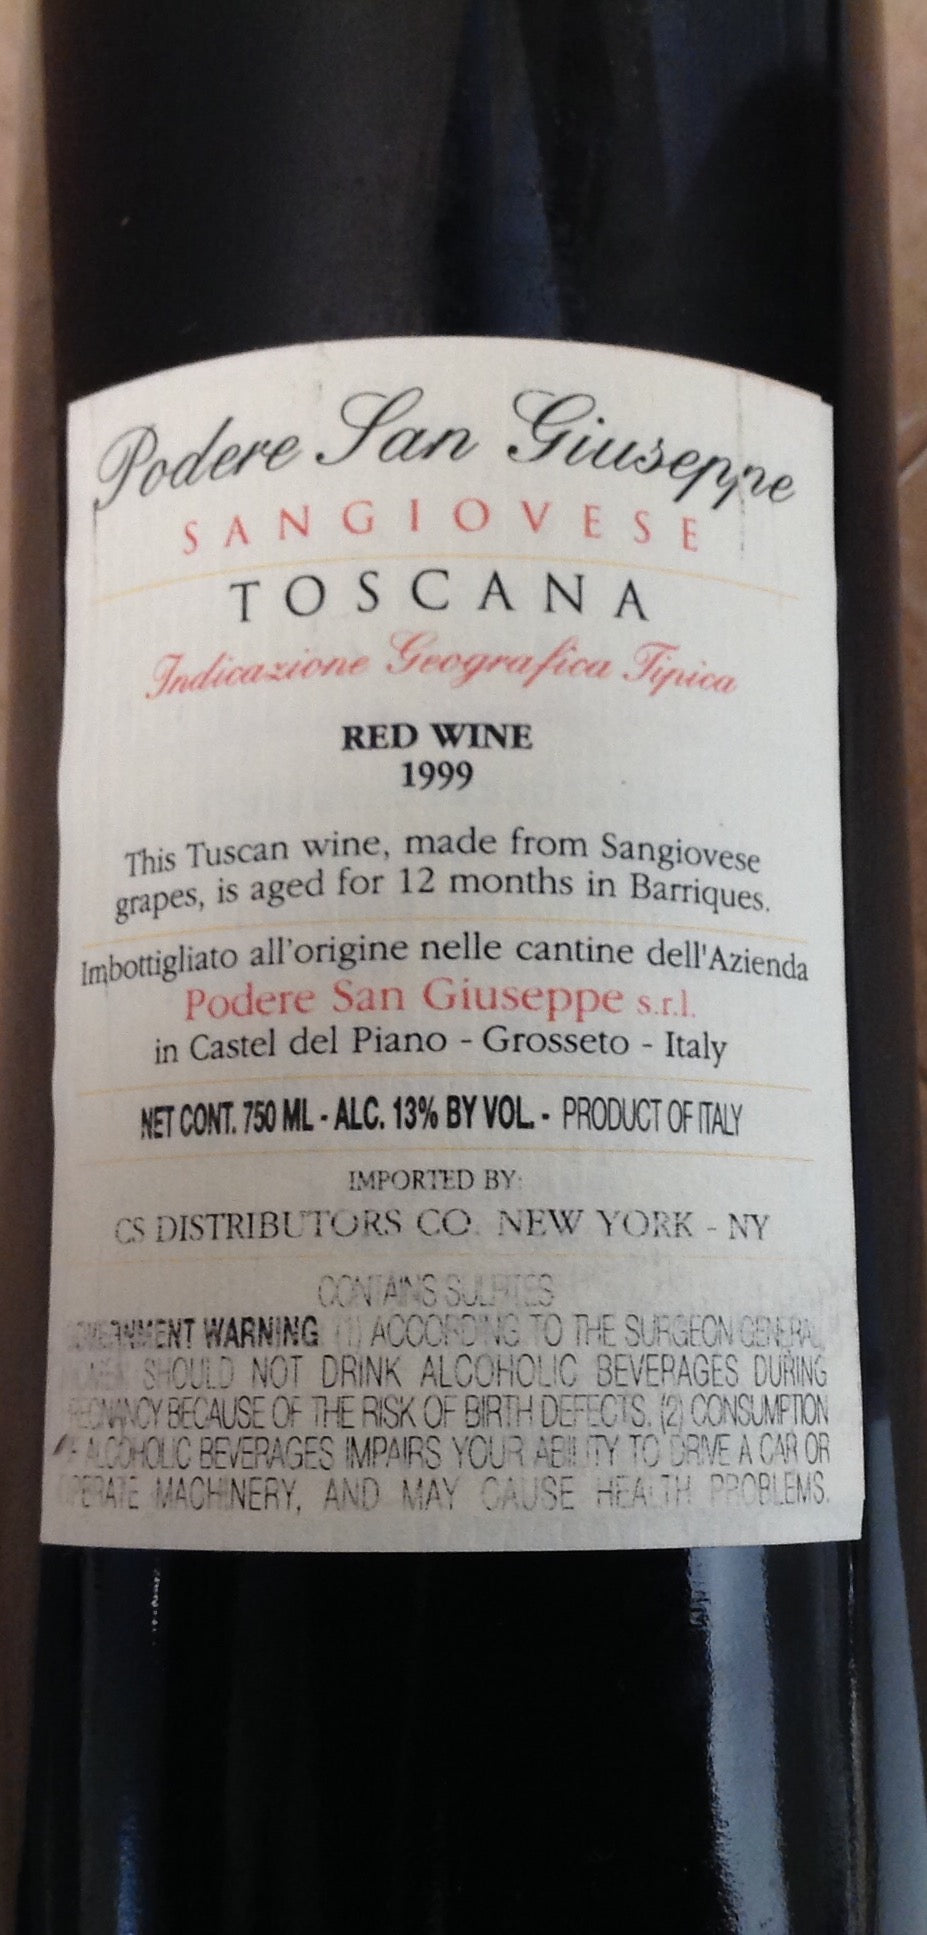 Podere San Giuseppe
SANGIOVESE
TOSCANA
Indicazione Geografica Tipica
RED WINE
1999
This Tuscan wine, made from Sangiovese
grapes, is aged for 12 months in Barriques.
Imbottigliato all'origine nelle cantine dell'Azienda
Podere San Giuseppe s.r.l.
in Castel del Piano - Grosseto - Italy
NET CONT. 750 ML - ALC. 13% BY VOL. - PRODUCT OF ITALY
IMPORTED BY:
CS DISTRIBUTORS CO. NEW YORK - NY
CONTAINS SULFITES
GOVERNMENT WARNING (1) ACCORDING TO THE SURGEON GENERAL,
WOMEN SHOULD NOT DRINK ALCOHOLIC BEVERAGES DURING
PREGNANCY BECAUSE OF THE RISK OF BIRTH DEFECTS. (2) CONSUMPTION
OF ALCOHOLIC BEVERAGES IMPAIRS YOUR ABILITY TO DRIVE A CAR OR
OPERATE MACHINERY, AND MAY CAUSE HEALTH PROBLEMS.